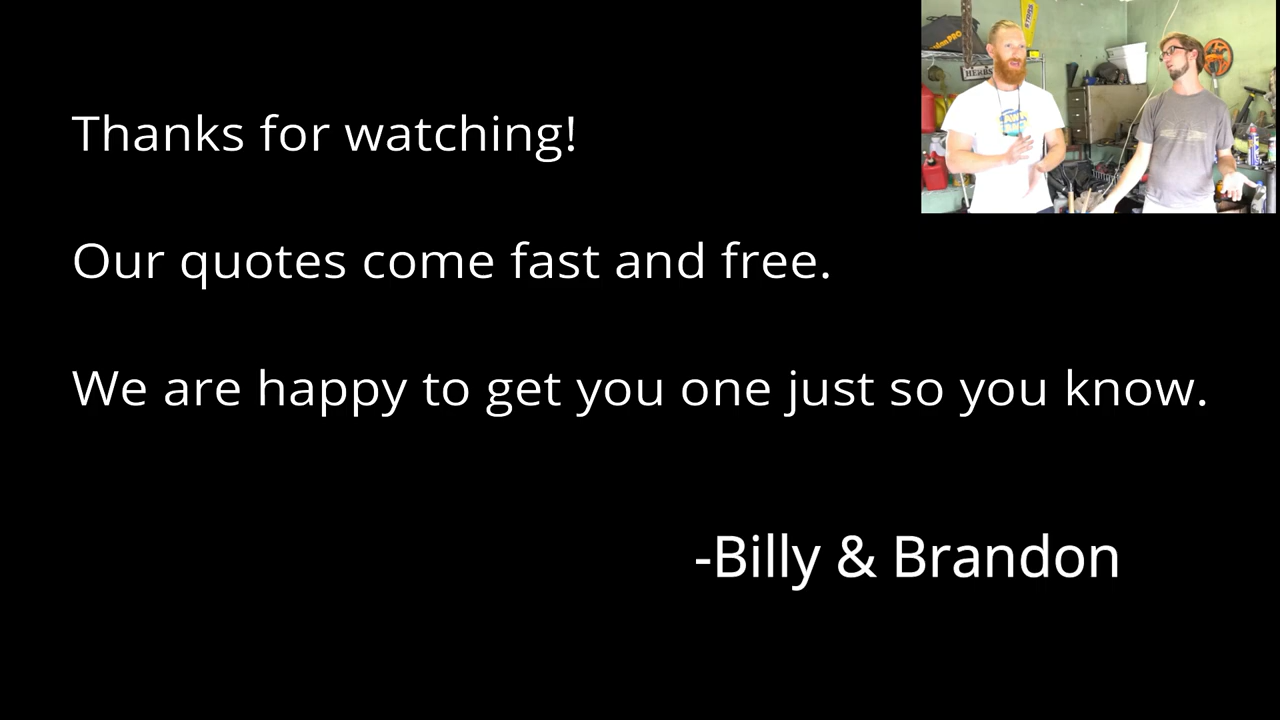 Thanks for watching!
Our quotes come fast and free.
We are happy to get you one just so you know.
-Billy & Brandon
HERBS